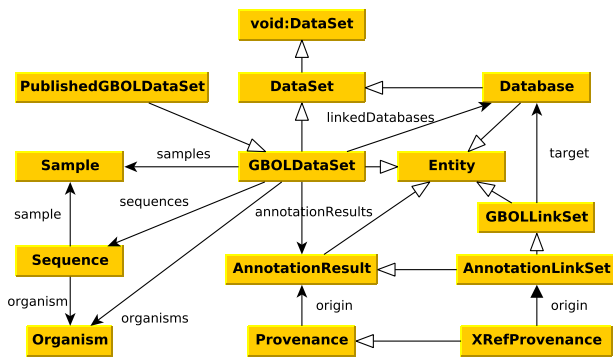 void:DataSet
PublishedGBOLDataSet
DataSet
Database
linkedDatabases
samples
target
Sample
GBOLDataSet
Entity
sequences
sample
annotationResults
GBOLLinkSet
Sequence
AnnotationResult
AnnotationLinkSet
organism
organisms
origin
origin
Organism
Provenance
XRefProvenance